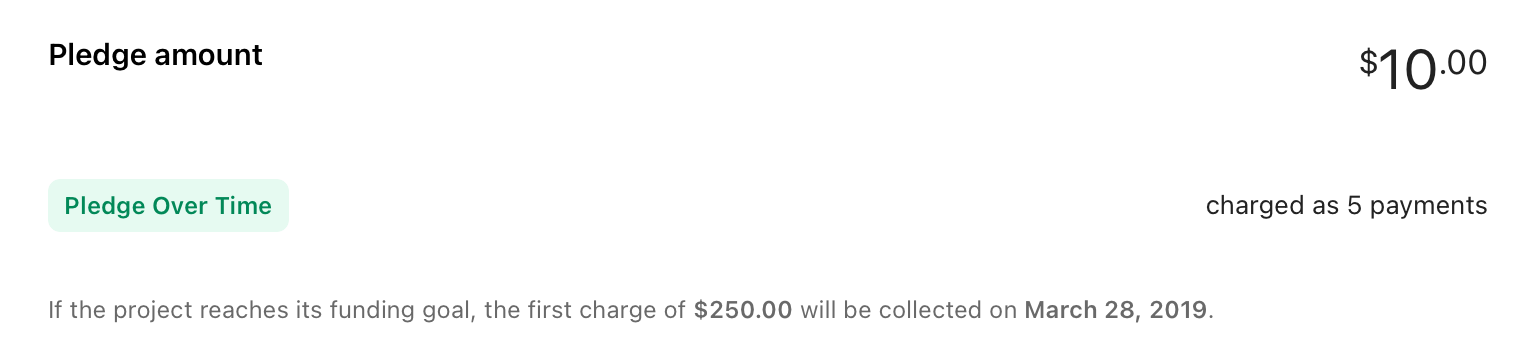 Pledge amount
$10.00
Pledge Over Time
charged as 5 payments
If the project reaches its funding goal, the first charge of $250.00 will be collected on March 28, 2019.